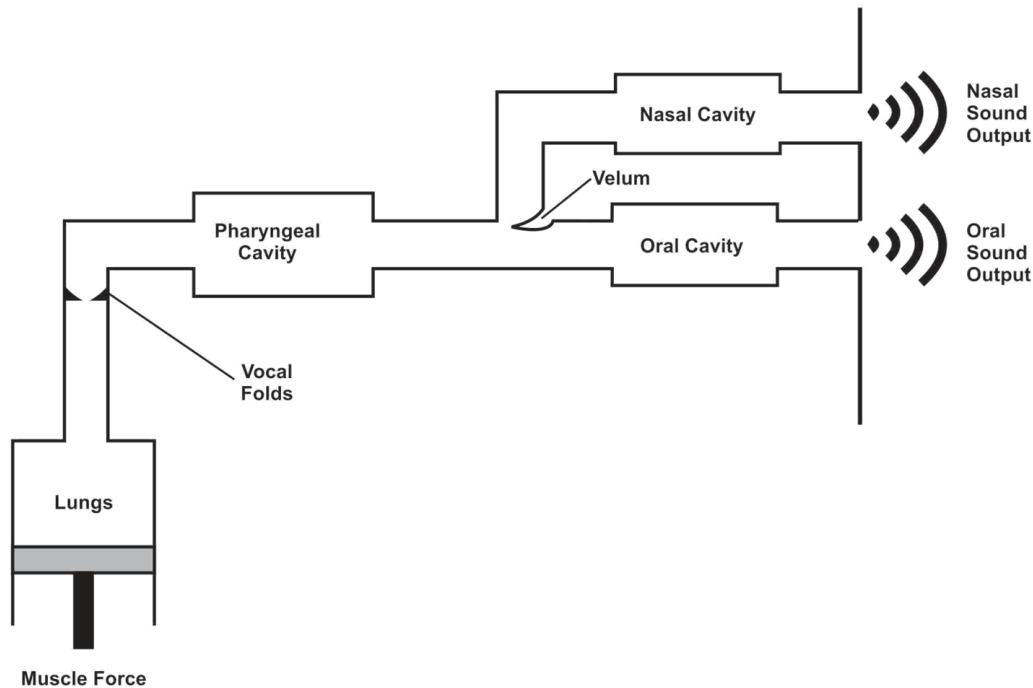 Nasal
Sound
Output
Nasal Cavity
Velum
Pharyngeal
Cavity
Oral Cavity
Oral
Sound
Output
Vocal
Folds
Lungs
Muscle Force